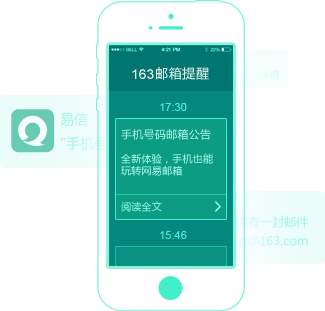 BELL 4:21 PM 22%
163邮箱提醒
17:30
易信
"手机号
手机号码邮箱公告
全新体验，手机也能
玩转网易邮箱
阅读全文
有一封邮件
@163.com
15:46